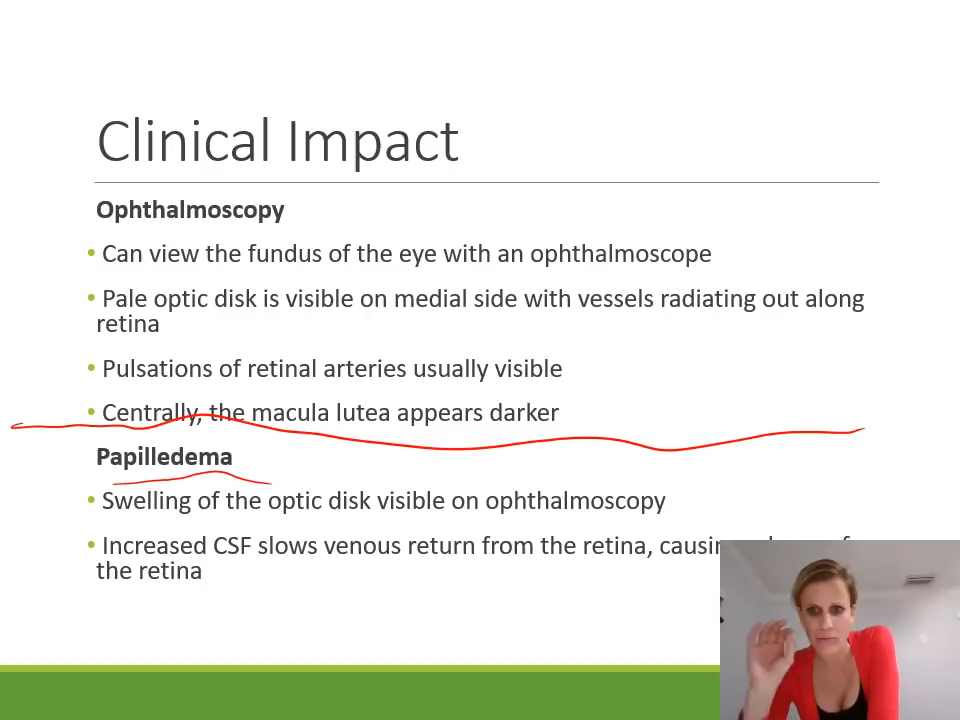 Clinical Impact
Ophthalmoscopy
• Can view the fundus of the eye with an ophthalmoscope
• Pale optic disk is visible on medial side with vessels radiating out along
retina
• Pulsations of retinal arteries usually visible
• Centrally, the macula lutea appears darker
Papilledema
• Swelling of the optic disk visible on ophthalmoscopy
• Increased CSF slows venous return from the retina,
the retina